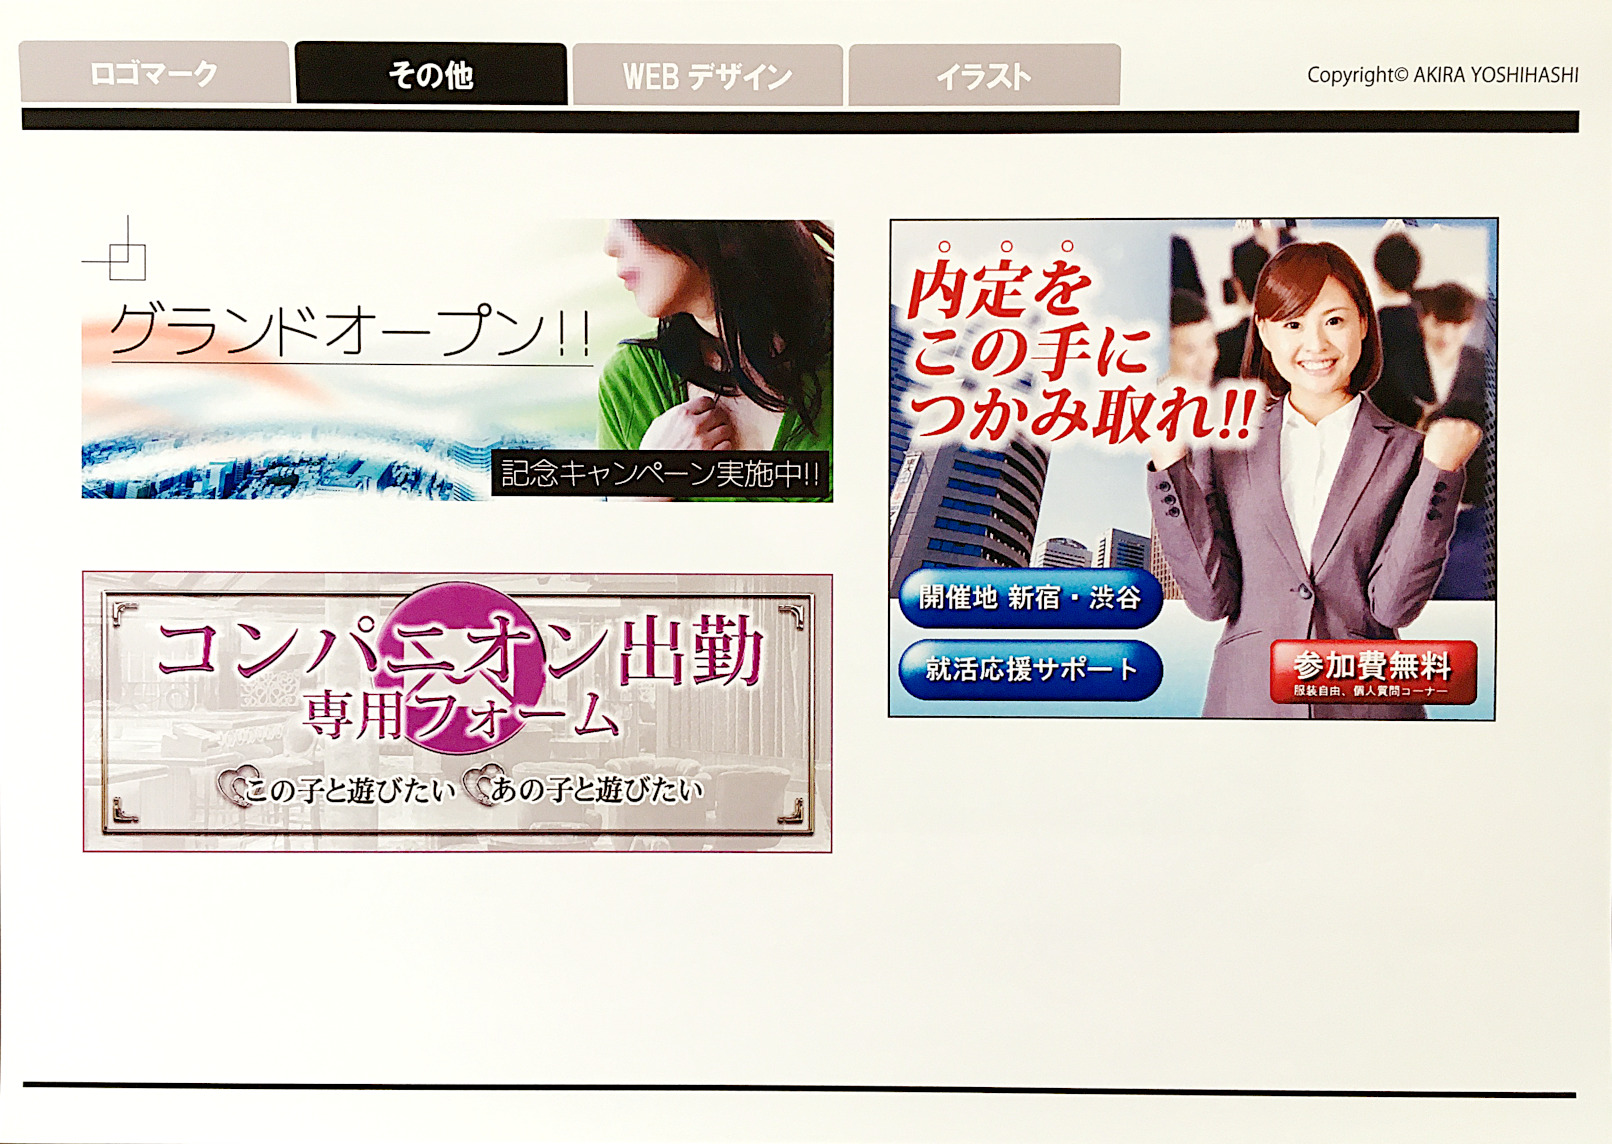 ロゴマーク
その他
WEB デザイン
イラスト
Copyright© AKIRA YOSHIHASHI
グランドオープン!!
記念キャンペーン実施中!!
コンパニオン出勤
専用フォーム
この子と遊びたい あの子と遊びたい
内定を
この手に
つかみ取れ!!
開催地 新宿・渋谷
就活応援サポート
参加費無料
服装自由、個人質問コーナー